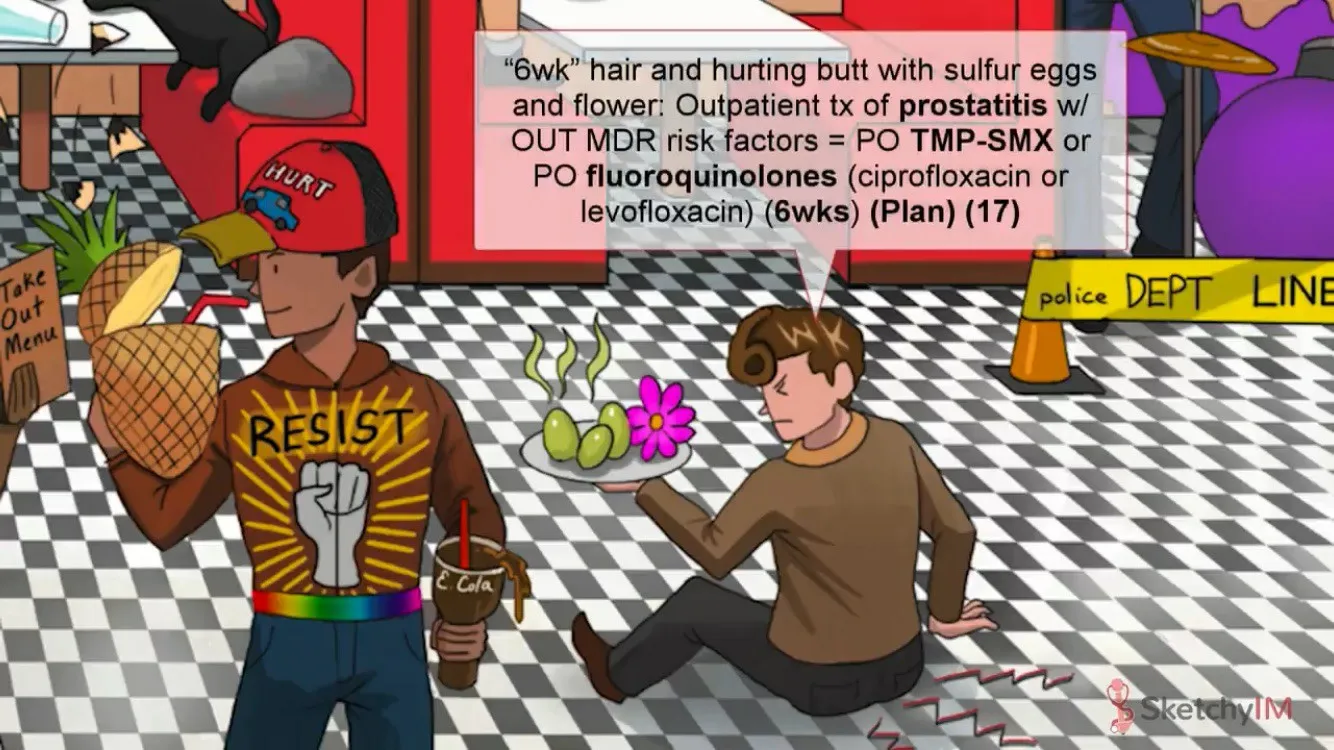 “6wk” hair and hurting butt with sulfur eggs
and flower: Outpatient tx of prostatitis w/
OUT MDR risk factors = PO TMP-SMX or
PO fluoroquinolones (ciprofloxacin or
levofloxacin) (6wks) (Plan) (17)
HURT
WK
Take
Out
Menu
police DEPT LINE
RESIST
E. Cola
SketchyIM